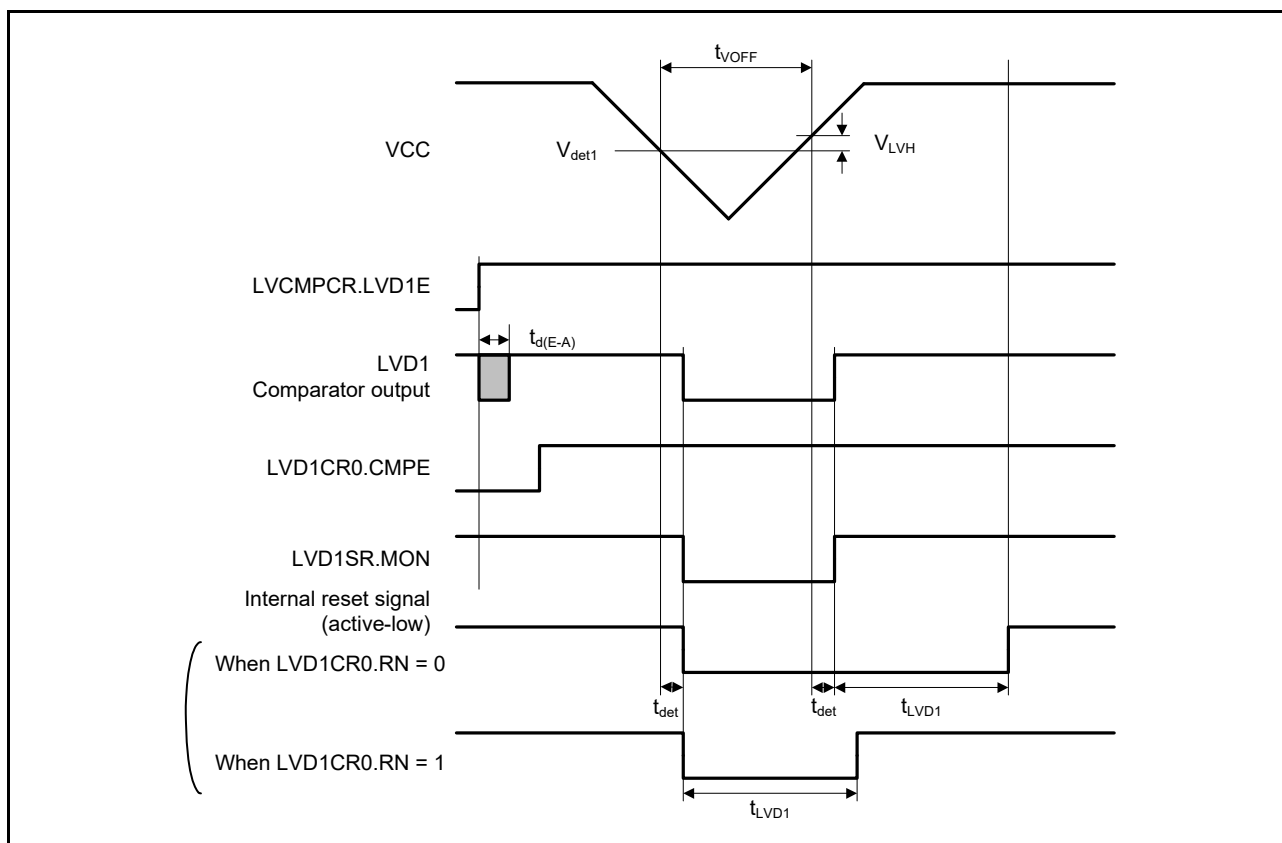 tVOFF
VCC
Vdet1
VLVH
LVCMPCR.LVD1E
td(E-A)
LVD1
Comparator output
LVD1CR0.CMPE
LVD1SR.MON
Internal reset signal
(active-low)
When LVD1CR0.RN = 0
tdet
tdet
tLVD1
When LVD1CR0.RN = 1
tLVD1